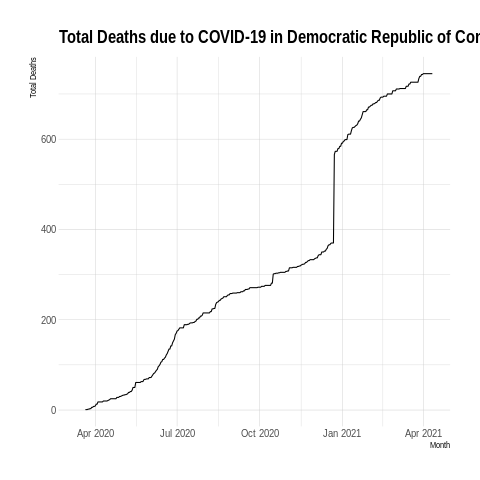 Total Deaths due to COVID-19 in Democratic Republic of
Total Deaths
600
400
200
0
Apr 2020 Jul 2020 Oct 2020 Jan 2021 Apr 2021
Month